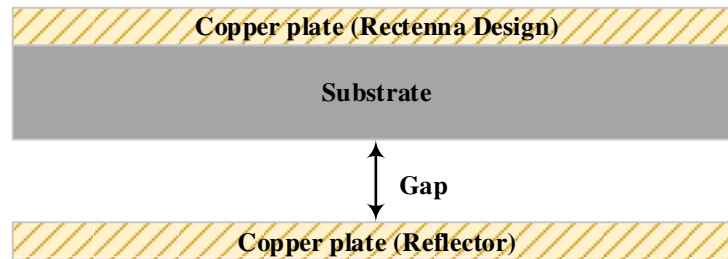 Copper plate (Rectenna Design)
Substrate
Gap
Copper plate (Reflector)